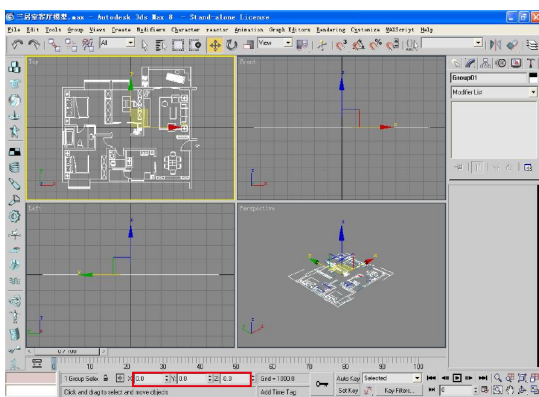 三居室客厅模型.max - Autodesk 3ds Max 8 - Stand-alone License
File Edit Tools Group Views Create Modifiers Character reactor Animation Graph Editors Rendering Customize MAXScript Help
All
View
Top
Front
Group01
Modifier List
Left
Perspective
0 / 100
0 10 20 30 40 50 60 70 80 90 100
1 Group Selec X: 0.0 Y: 0.0 Z: Grid = 1000.0 Auto Key Selected
Click and drag to select and move objects Add Time Tag Set Key Key Filters... 0